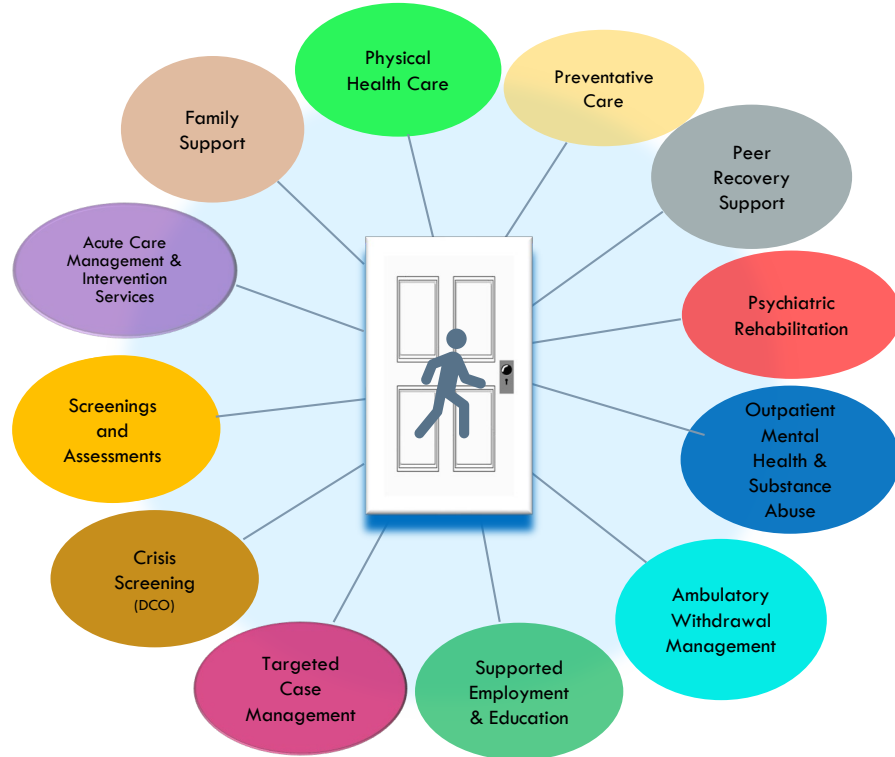 Physical
Health Care
Preventative
Care
Peer
Recovery
Support
Psychiatric
Rehabilitation
Outpatient
Mental
Health &
Substance
Abuse
Ambulatory
Withdrawal
Management
Supported
Employment
& Education
Targeted
Case
Management
Crisis
Screening
(DCO)
Screenings
and
Assessments
Acute Care
Management &
Intervention
Services
Family
Support